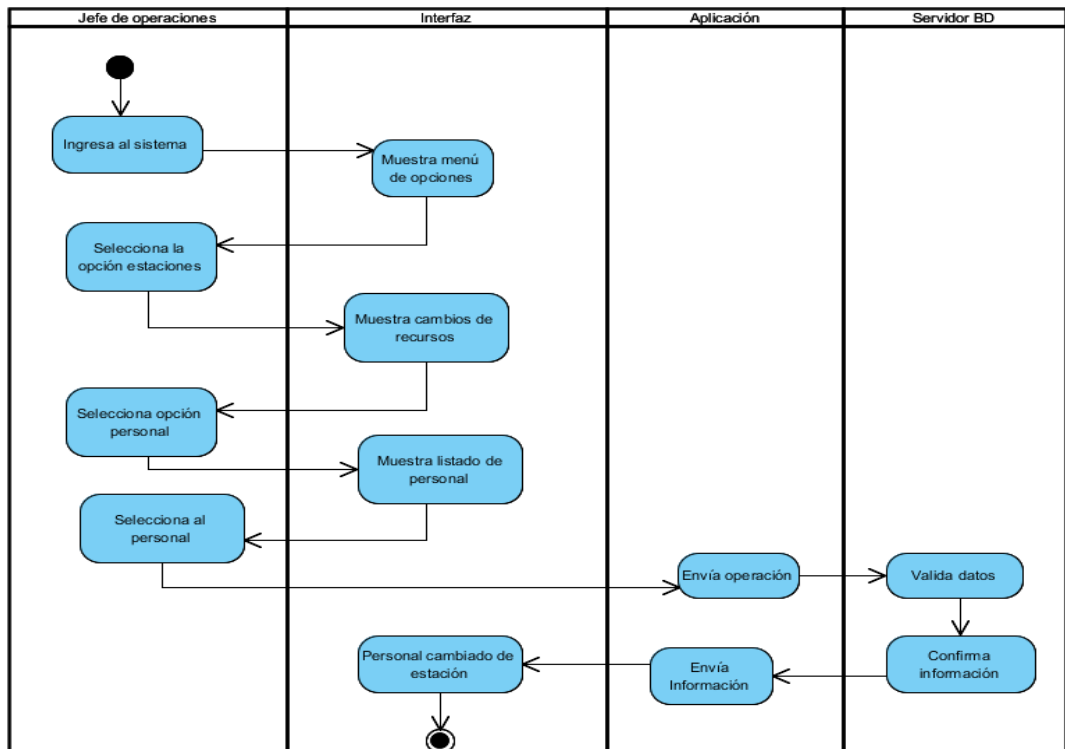 Jefe de operaciones
Interfaz
Aplicación
Servidor BD
Ingresa al sistema
Muestra menú
de opciones
Selecciona la
opción estaciones
Muestra cambios de
recursos
Selecciona opción
personal
Muestra listado de
personal
Selecciona al
personal
Envía operación
Valida datos
Personal cambiado de
estación
Envía
Información
Confirma
información